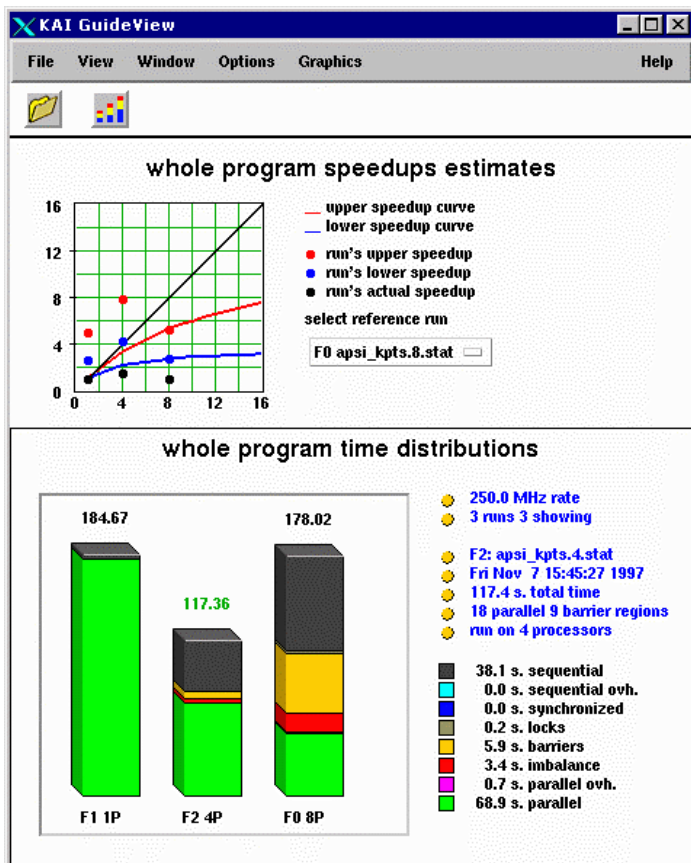 KAI GuideView
File View Window Options Graphics Help
whole program speedups estimates
16
12
8
4
0
0 4 8 12 16
upper speedup curve
lower speedup curve
run's upper speedup
run's lower speedup
run's actual speedup
select reference run
F0 apsi_kpts.8.stat
whole program time distributions
184.67
117.36
178.02
F1 1P
F2 4P
F0 8P
250.0 MHz rate
3 runs 3 showing
F2: apsi_kpts.4.stat
Fri Nov 7 15:45:27 1997
117.4 s. total time
18 parallel 9 barrier regions
run on 4 processors
38.1 s. sequential
0.0 s. sequential ovh.
0.0 s. synchronized
0.2 s. locks
5.9 s. barriers
3.4 s. imbalance
0.7 s. parallel ovh.
68.9 s. parallel